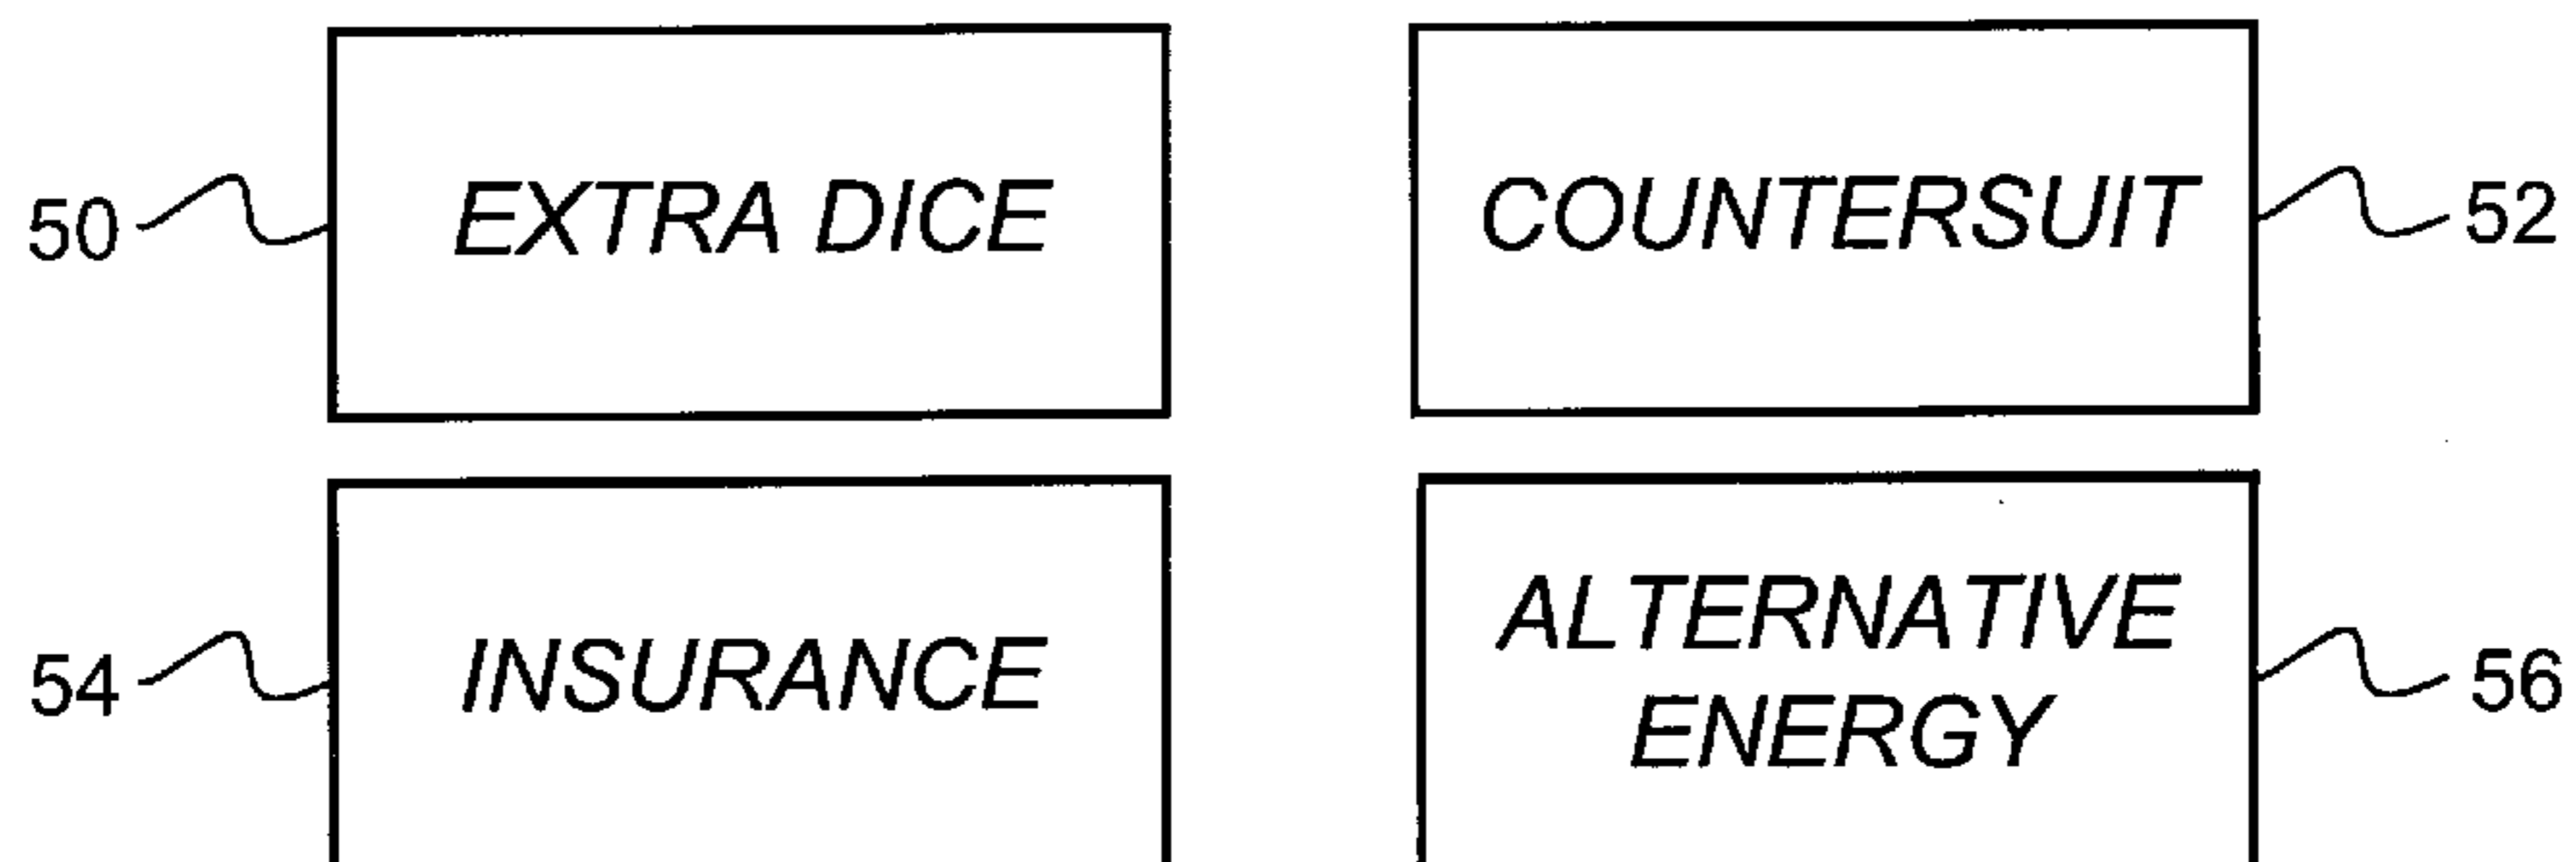 50
EXTRA DICE
COUNTERSUIT
52
54
INSURANCE
ALTERNATIVE
ENERGY
56